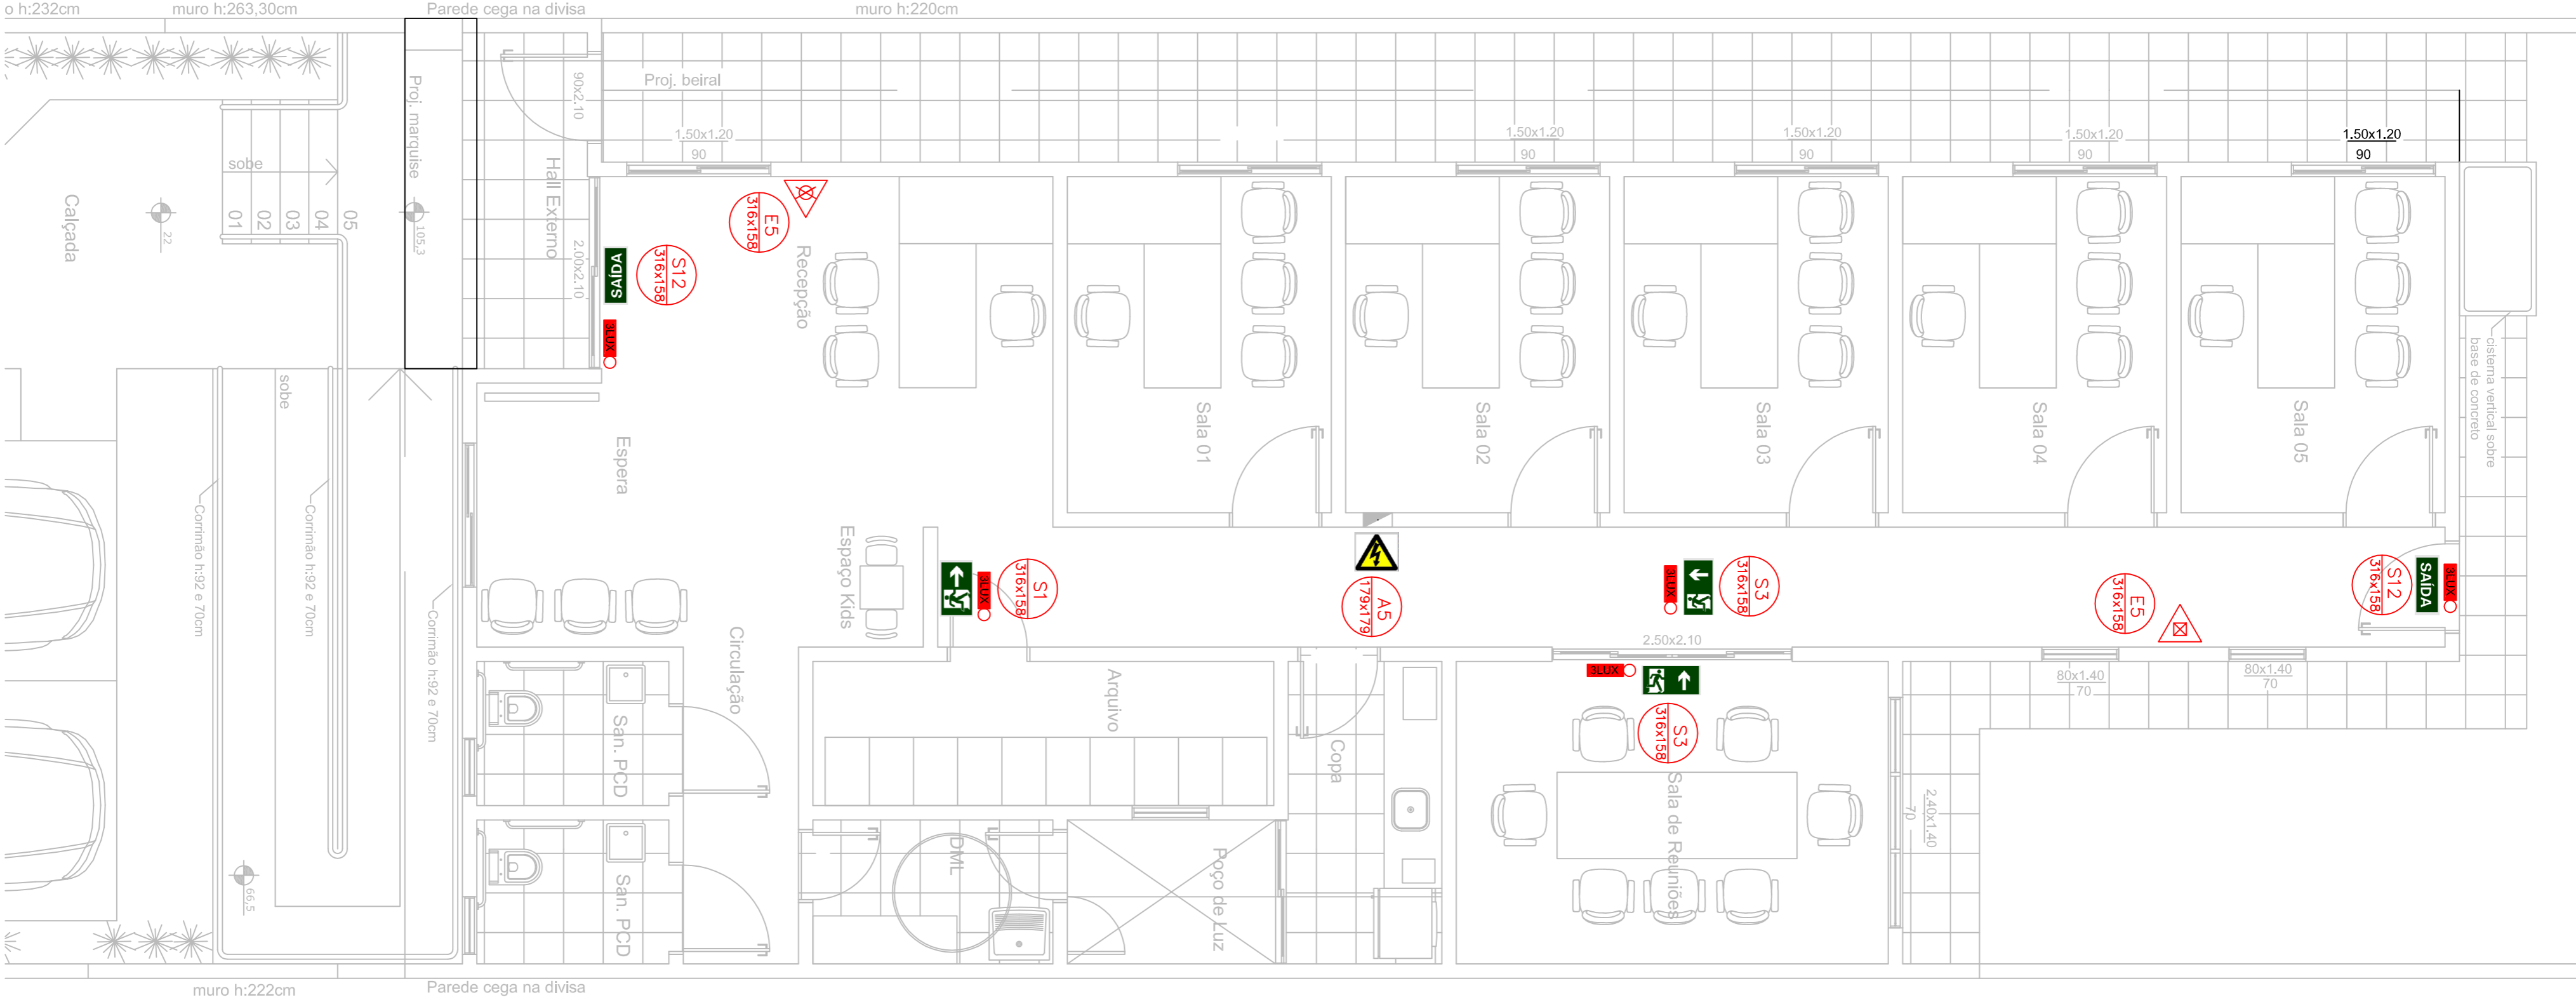 o h:232cm
muro h:263,30cm
Parede cega na divisa
muro h:220cm
Proj. beiral
Proj. marquise
90x2.10
1.50x1.20
90
1.50x1.20
90
1.50x1.20
90
1.50x1.20
90
1.50x1.20
90
sobe
01
02
03
04
05
Calçada
22
105,3
Hall Externo
2.00x2.10
SAÍDA
S12
316x158
3LUX
E5
316x158
Recepção
Sala 01
Sala 02
Sala 03
Sala 04
Sala 05
cisterna vertical sobre
base de concreto
sobe
Corrimão h:92 e 70cm
Corrimão h:92 e 70cm
Corrimão h:92 e 70cm
Espera
Espaço Kids
3LUX
S1
316x158
A5
179x179
3LUX
S3
316x158
E5
316x158
S12
316x158
SAÍDA
3LUX
2.50x2.10
3LUX
S3
316x158
80x1.40
70
80x1.40
70
Circulação
San. PCD
San. PCD
Arquivo
Copa
DML
Poço de Luz
Sala de Reuniões
2.40x1.40
70
66,5
muro h:222cm
Parede cega na divisa